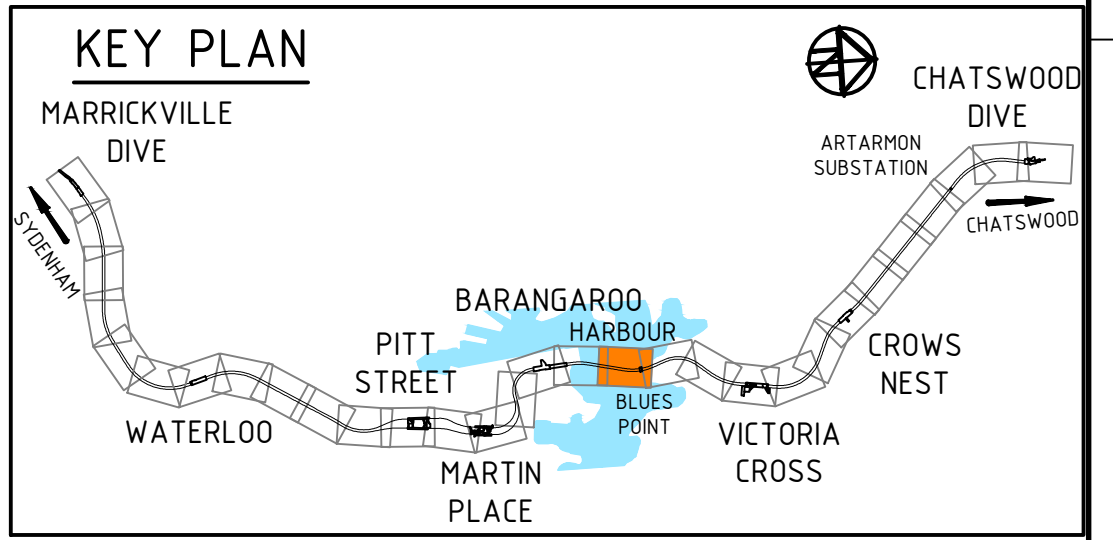 KEY PLAN
MARRICKVILLE
DIVE
SYDENHAM
WATERLOO
PITT
STREET
MARTIN
PLACE
BARANGAROO
HARBOUR
BLUES
POINT
VICTORIA
CROSS
CROWS
NEST
ARTARMON
SUBSTATION
CHATSWOOD
DIVE
CHATSWOOD